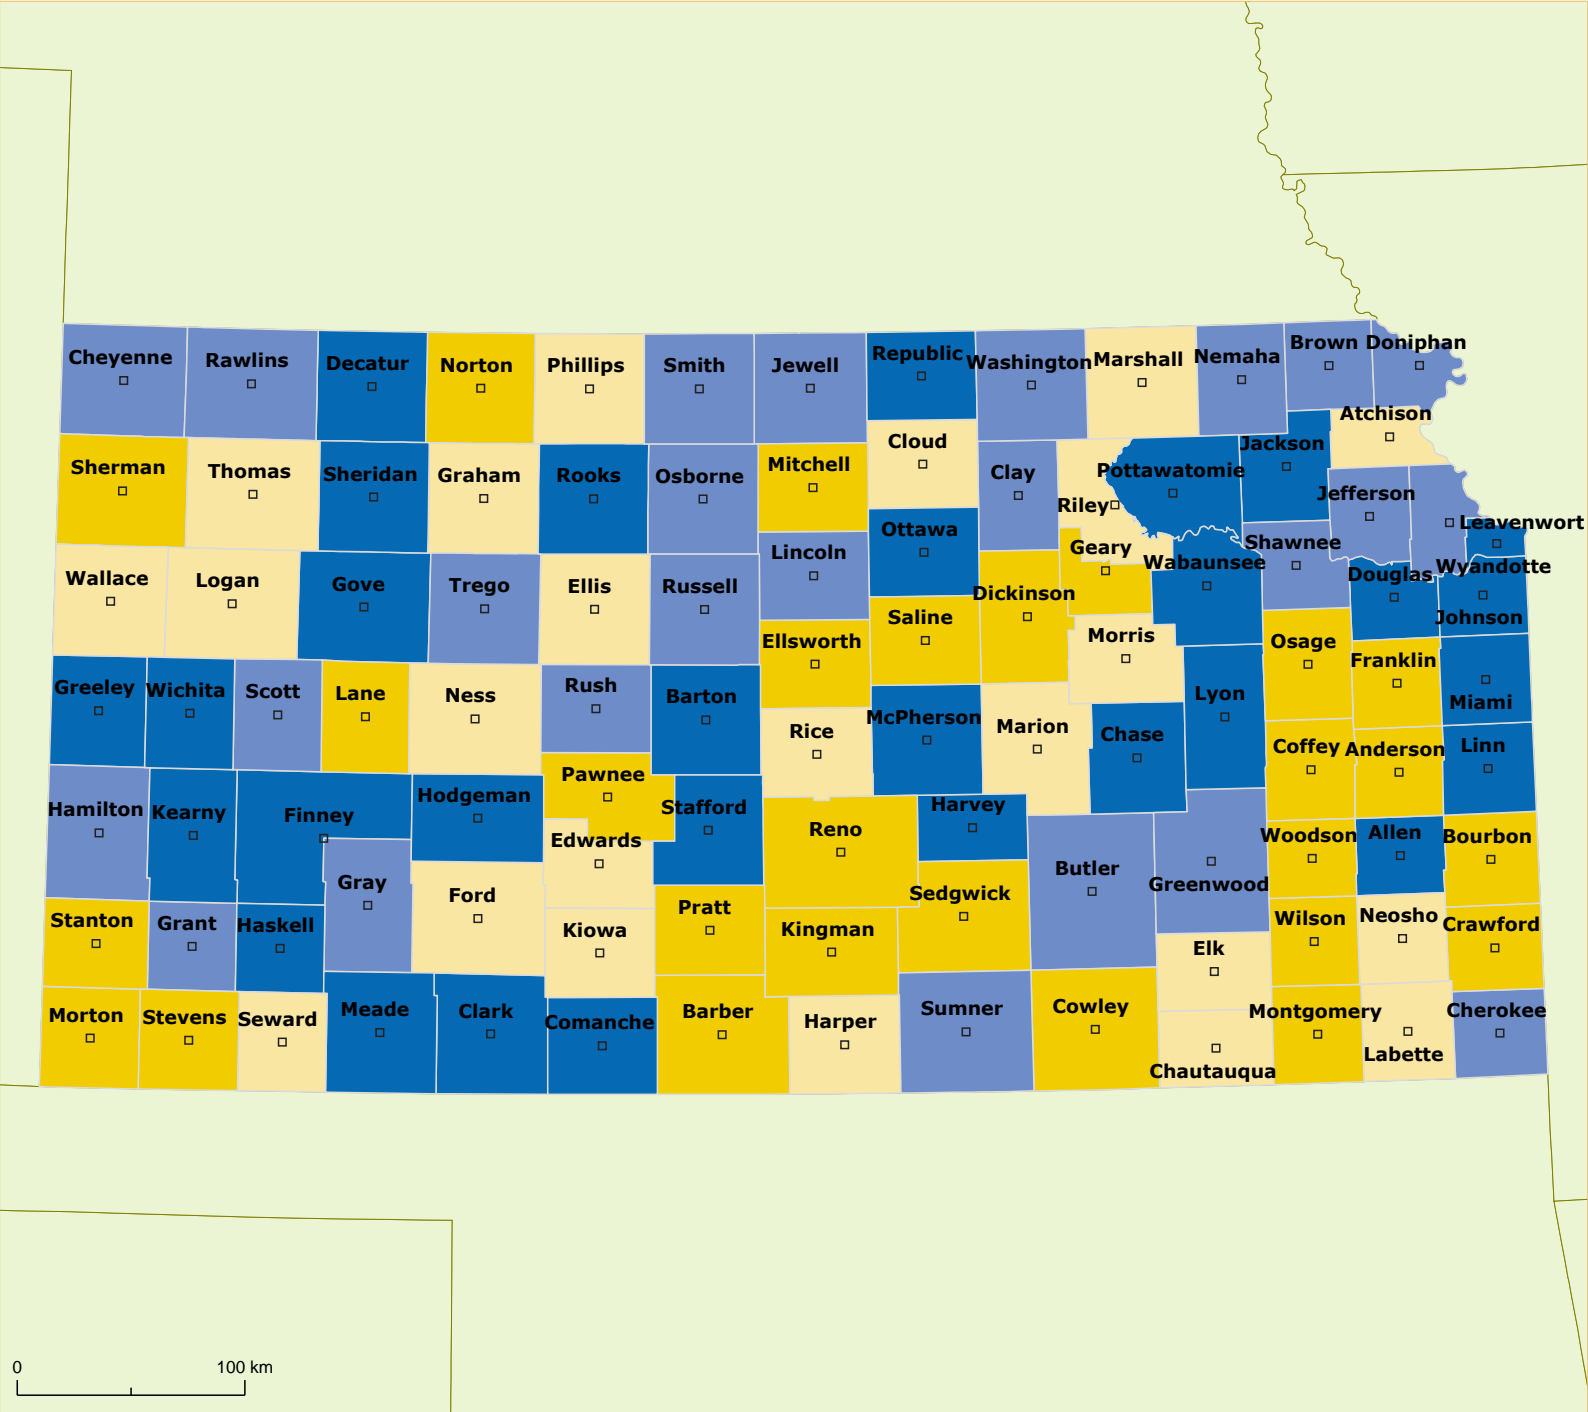 Cheyenne
Rawlins
Decatur
Norton
Phillips
Smith
Jewell
Republic
Washington
Marshall
Nemaha
Brown
Doniphan
Atchison
Sherman
Thomas
Sheridan
Graham
Rooks
Osborne
Mitchell
Cloud
Clay
Riley
Pottawatomie
Jackson
Jefferson
Leavenwort
Wallace
Logan
Gove
Trego
Ellis
Russell
Lincoln
Ottawa
Dickinson
Geary
Wabaunsee
Shawnee
Douglas
Wyandotte
Johnson
Ellsworth
Saline
Morris
Osage
Franklin
Miami
Greeley
Wichita
Scott
Lane
Ness
Rush
Barton
Rice
McPherson
Marion
Chase
Lyon
Coffey
Anderson
Linn
Hamilton
Kearny
Finney
Hodgeman
Pawnee
Stafford
Edwards
Reno
Harvey
Butler
Greenwood
Woodson
Allen
Bourbon
Gray
Ford
Sedgwick
Stanton
Grant
Haskell
Kiowa
Pratt
Kingman
Elk
Wilson
Neosho
Crawford
Morton
Stevens
Seward
Meade
Clark
Comanche
Barber
Harper
Sumner
Cowley
Chautauqua
Montgomery
Labette
Cherokee
0
100 km